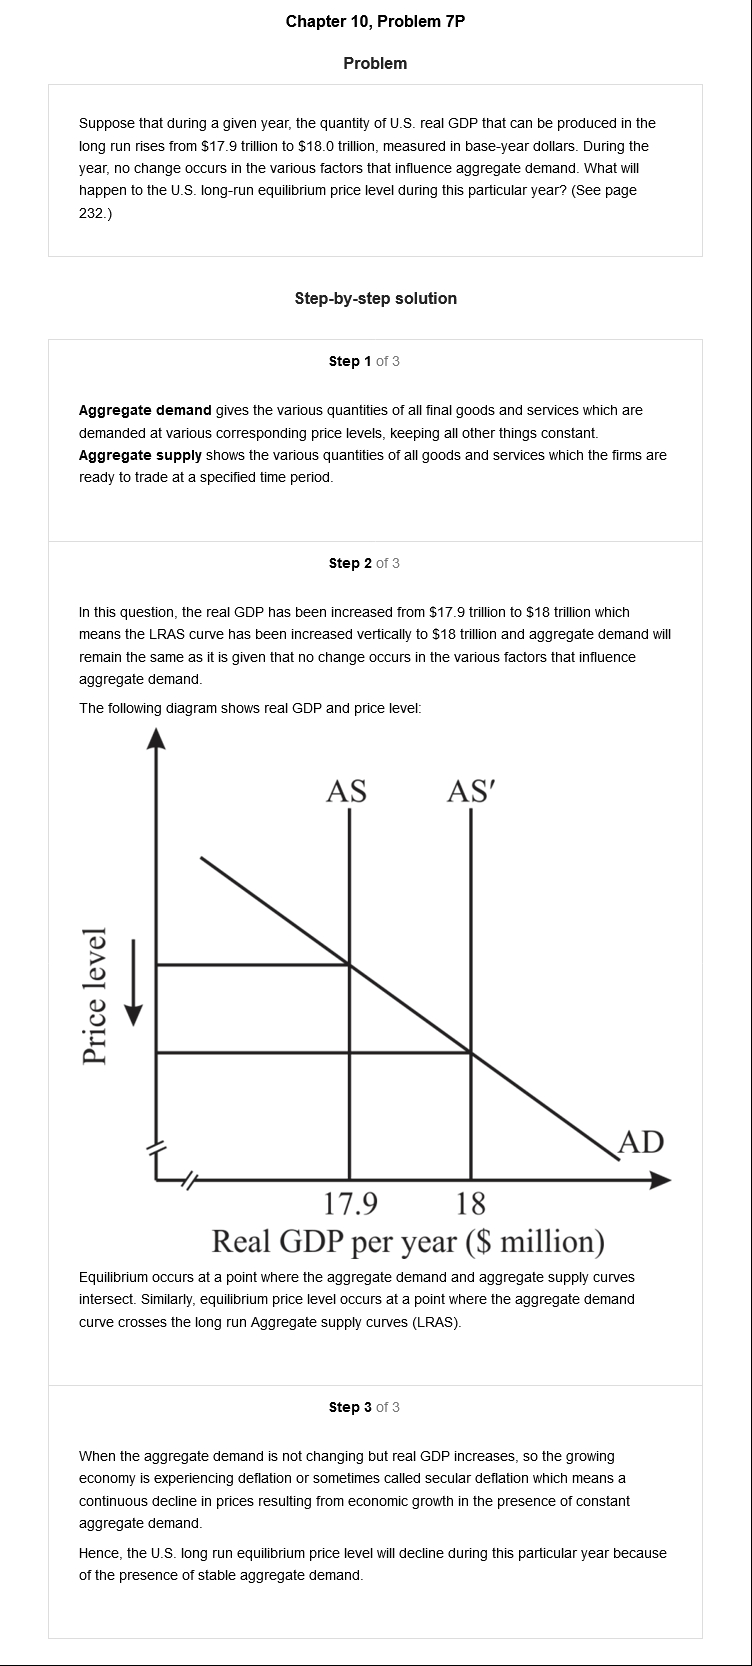 Chapter 10, Problem 7P
Problem
Suppose that during a given year, the quantity of U.S. real GDP that can be produced in the
long run rises from $17.9 trillion to $18.0 trillion, measured in base-year dollars. During the
year, no change occurs in the various factors that influence aggregate demand. What will
happen to the U.S. long-run equilibrium price level during this particular year? (See page
232.)
Step-by-step solution
Step 1 of 3
Aggregate demand gives the various quantities of all final goods and services which are
demanded at various corresponding price levels, keeping all other things constant.
Aggregate supply shows the various quantities of all goods and services which the firms are
ready to trade at a specified time period.
Step 2 of 3
In this question, the real GDP has been increased from $17.9 trillion to $18 trillion which
means the LRAS curve has been increased vertically to $18 trillion and aggregate demand will
remain the same as it is given that no change occurs in the various factors that influence
aggregate demand.
The following diagram shows real GDP and price level:
AS AS′
Price level
AD
17.9 18
Real GDP per year ($ million)
Equilibrium occurs at a point where the aggregate demand and aggregate supply curves
intersect. Similarly, equilibrium price level occurs at a point where the aggregate demand
curve crosses the long run Aggregate supply curves (LRAS).
Step 3 of 3
When the aggregate demand is not changing but real GDP increases, so the growing
economy is experiencing deflation or sometimes called secular deflation which means a
continuous decline in prices resulting from economic growth in the presence of constant
aggregate demand.
Hence, the U.S. long run equilibrium price level will decline during this particular year because
of the presence of stable aggregate demand.